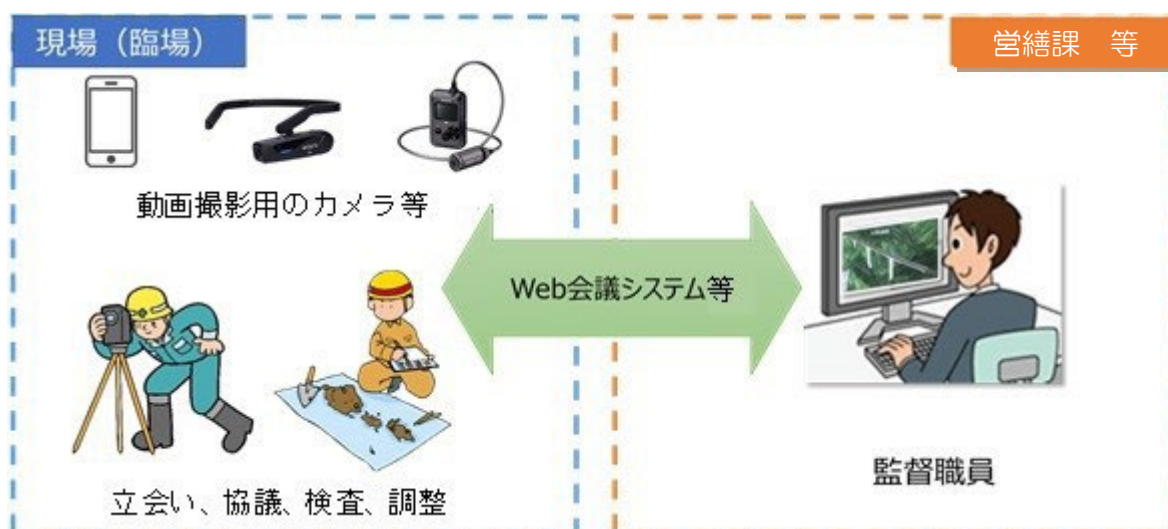 現場（臨場）
営繕課　等
動画撮影用のカメラ等
Web会議システム等
立会い、協議、検査、調整
監督職員